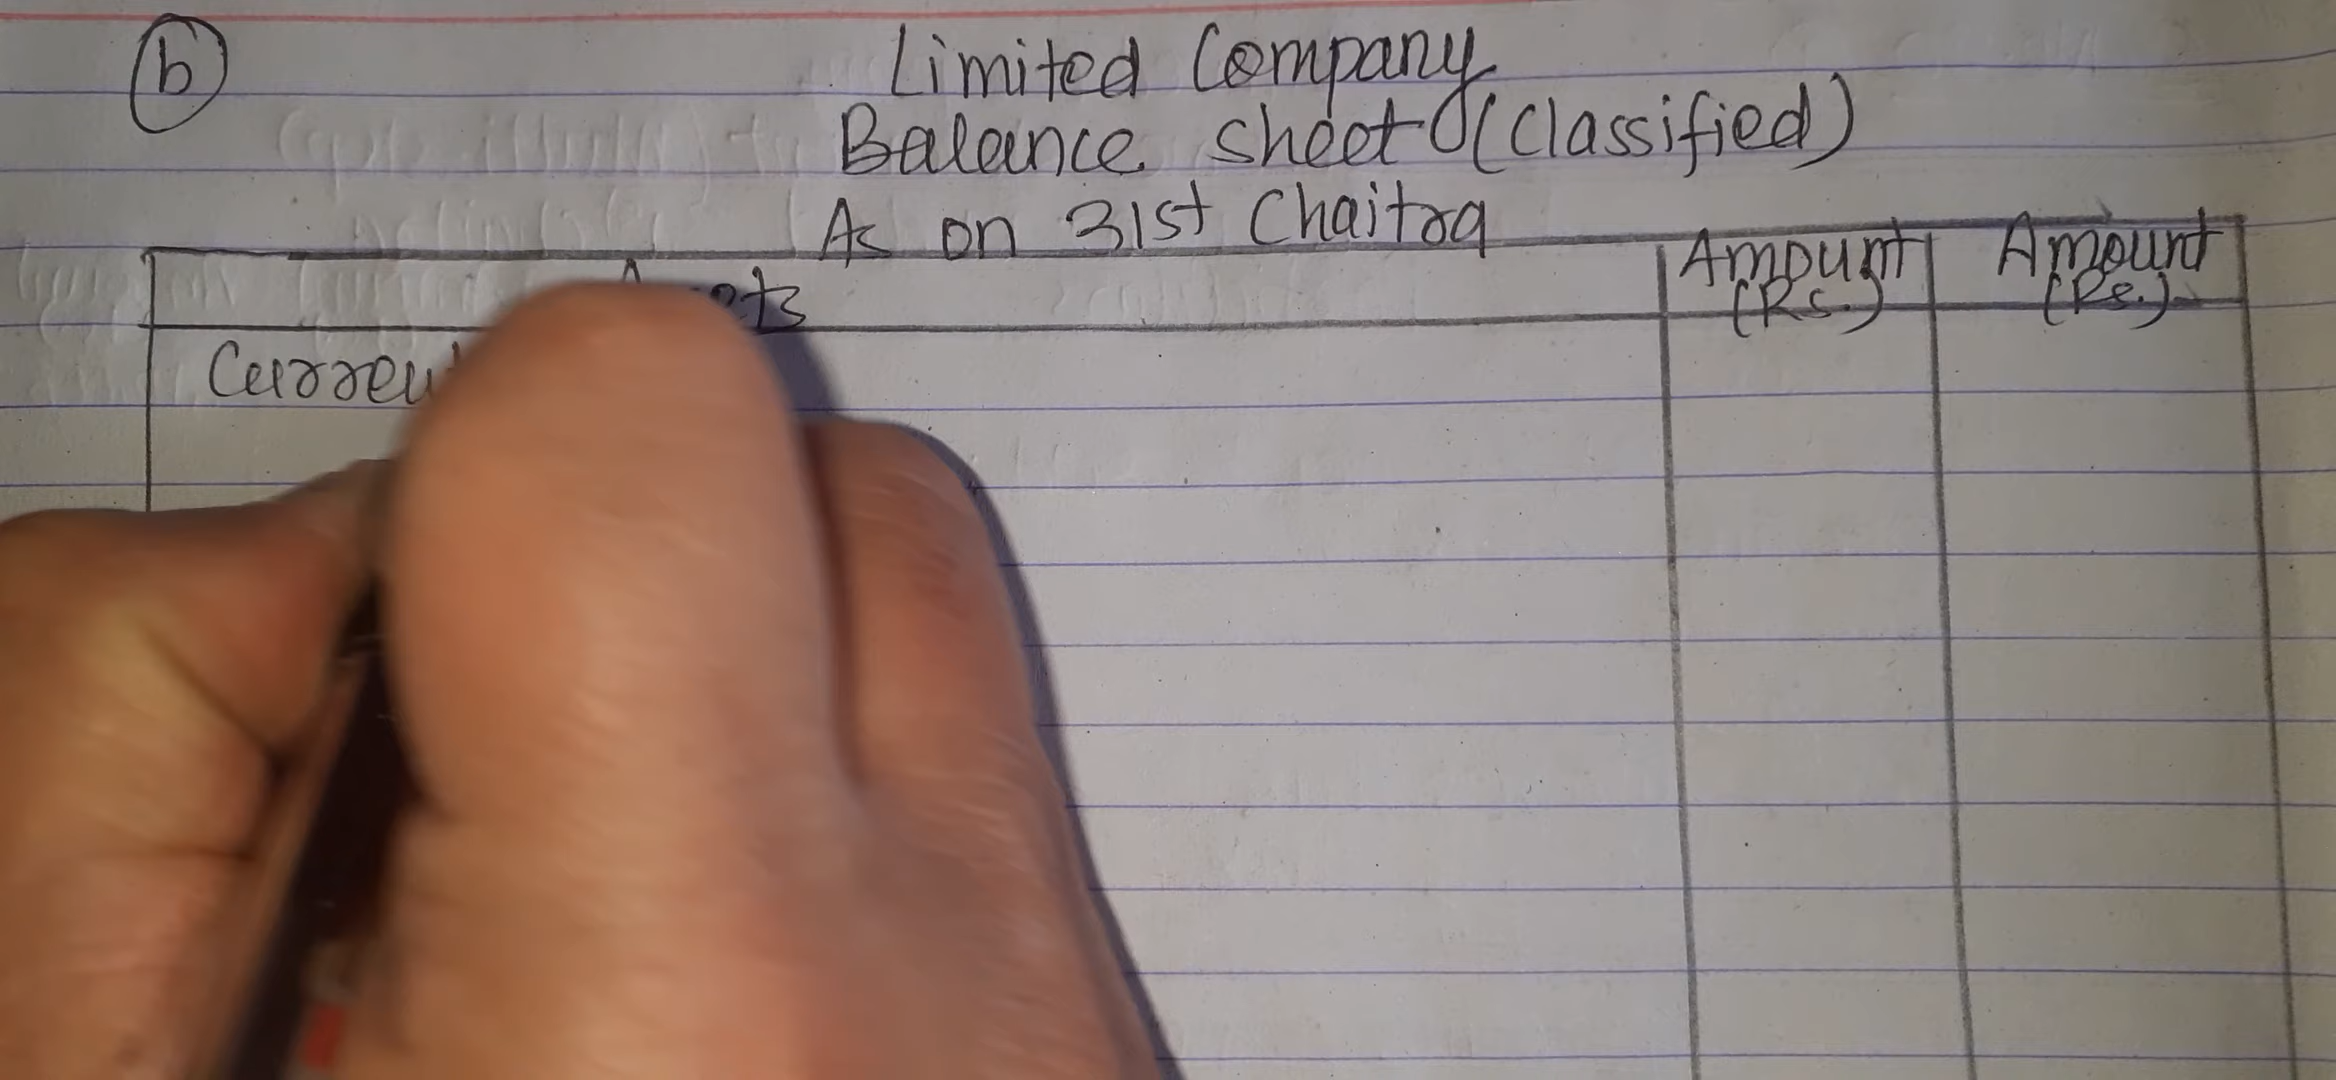 b
Limited Company
Balance sheet (Classified)
As on 31st Chaitra
Amount (Rs.)
Amount (Rs.)